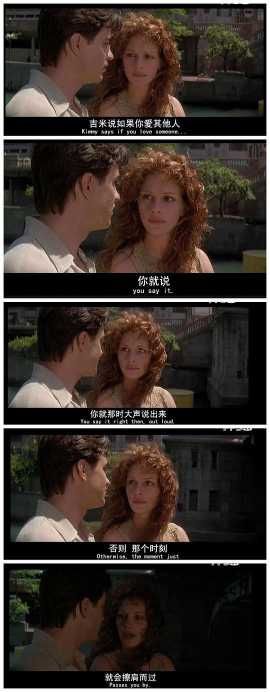 吉米说如果你爱其他人
Kimmy says if you love someone...
你就说
you say it.
你就那时大声说出来
You say it right then, out loud.
否则 那个时刻
Otherwise, the moment just
就会擦肩而过
Passes you by.